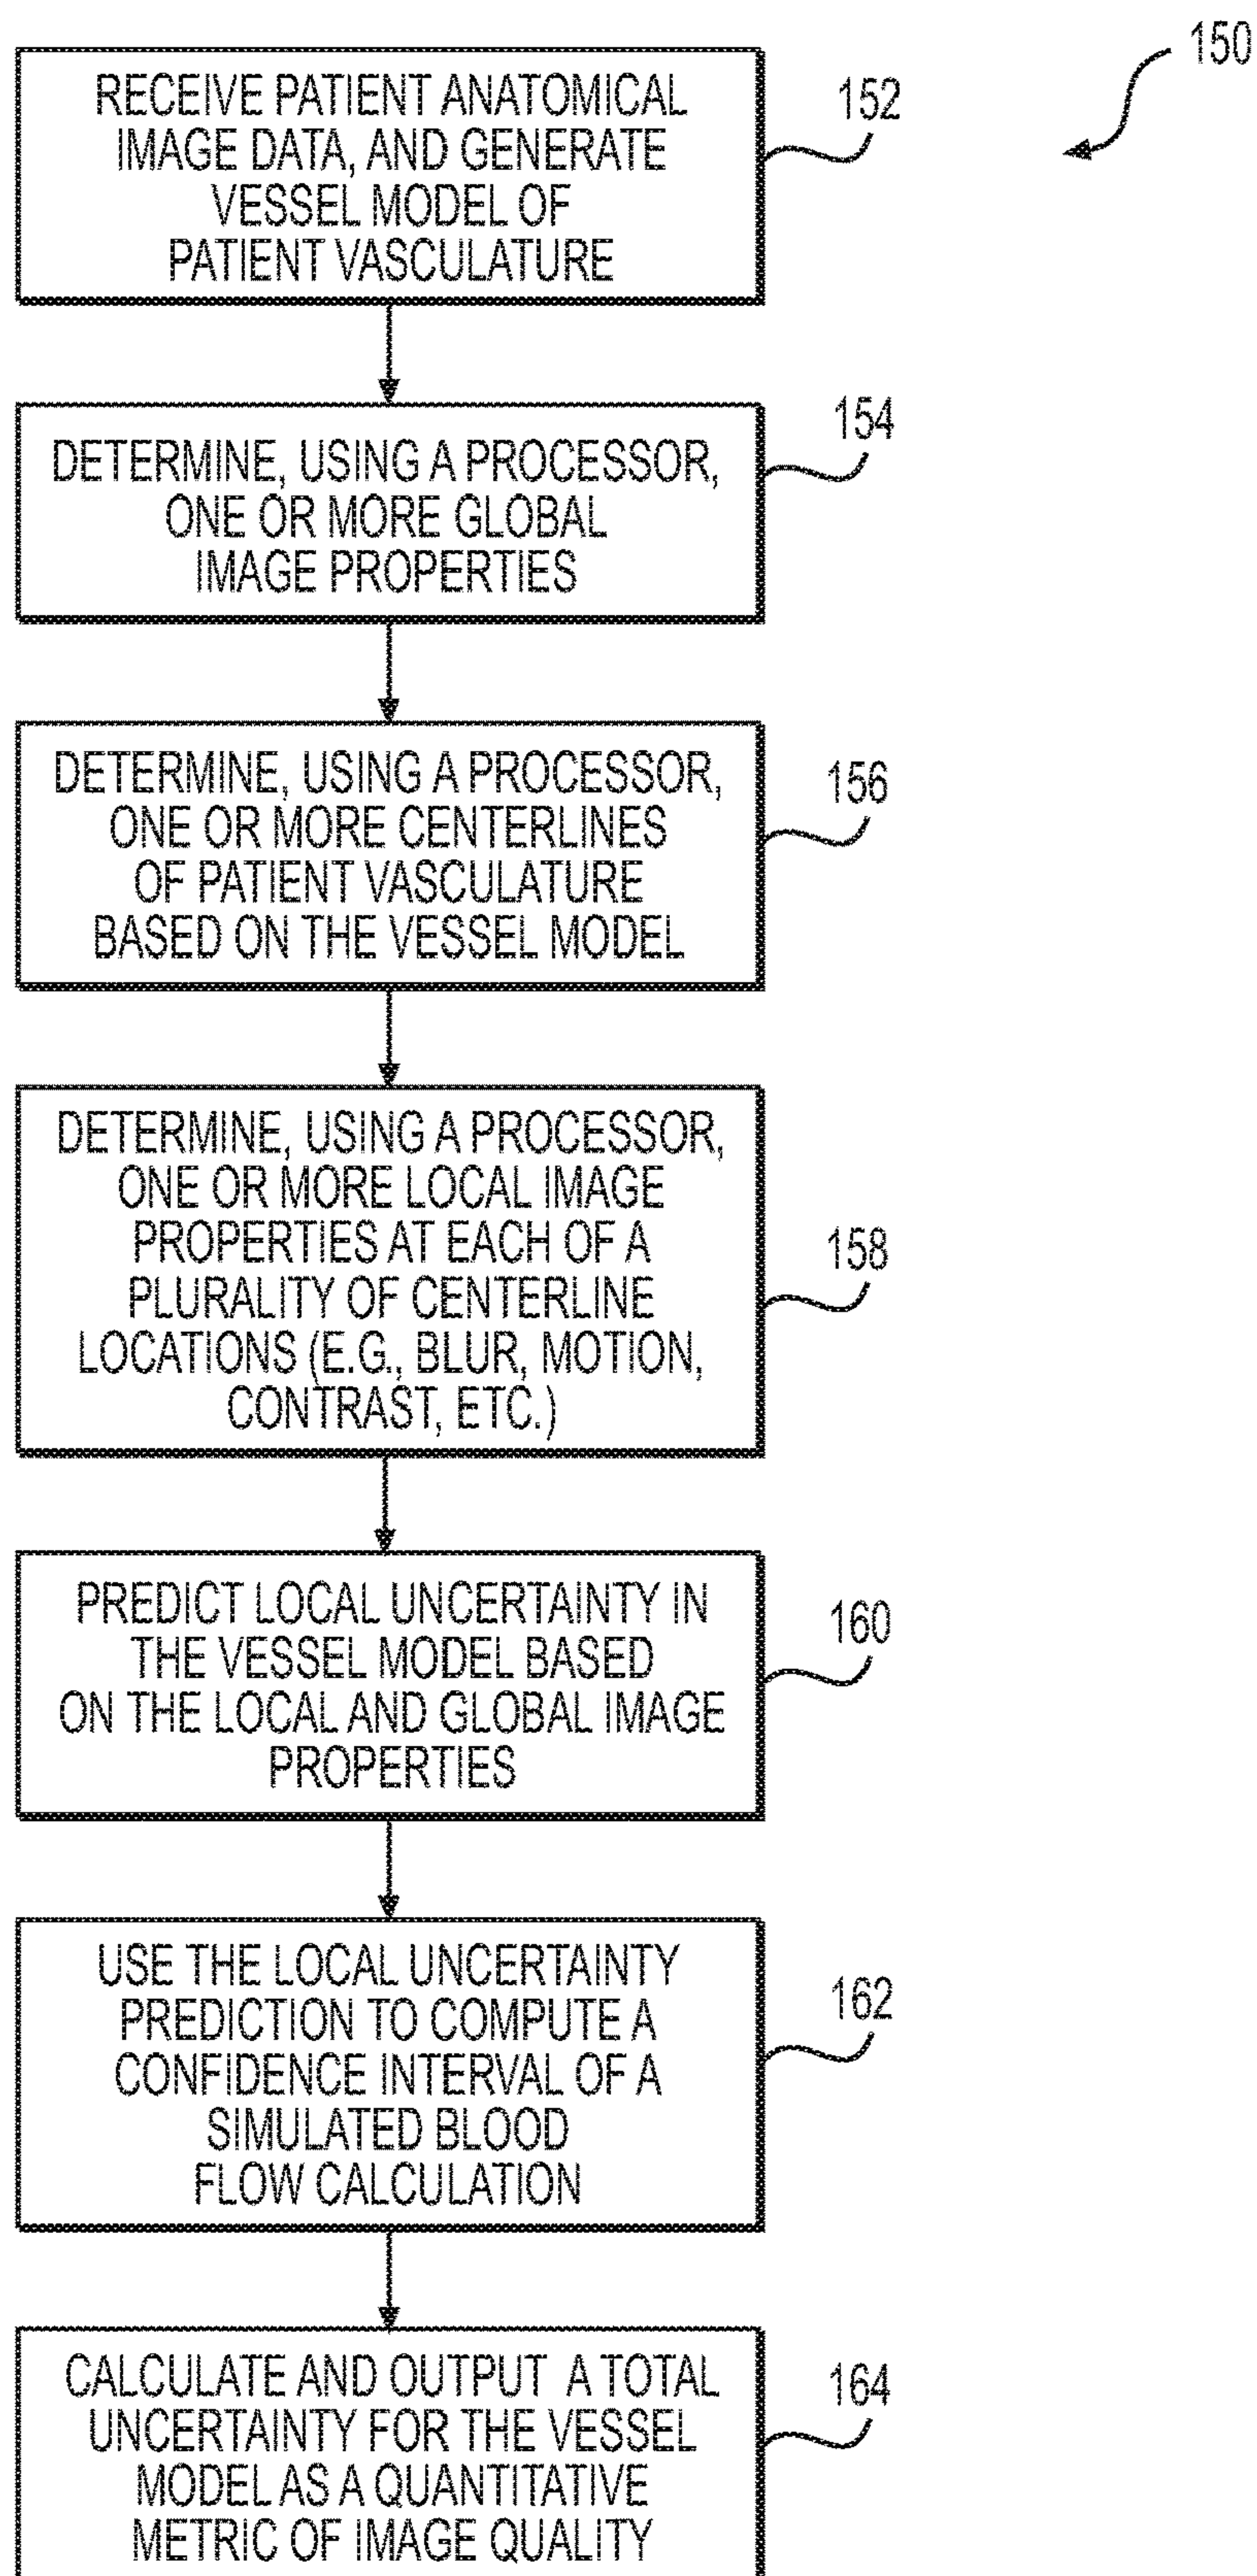 150
RECEIVE PATIENT ANATOMICAL
IMAGE DATA, AND GENERATE
VESSEL MODEL OF
PATIENT VASCULATURE
152
DETERMINE, USING A PROCESSOR,
ONE OR MORE GLOBAL
IMAGE PROPERTIES
154
DETERMINE, USING A PROCESSOR,
ONE OR MORE CENTERLINES
OF PATIENT VASCULATURE
BASED ON THE VESSEL MODEL
156
DETERMINE, USING A PROCESSOR,
ONE OR MORE LOCAL IMAGE
PROPERTIES AT EACH OF A
PLURALITY OF CENTERLINE
LOCATIONS (E.G., BLUR, MOTION,
CONTRAST, ETC.)
158
PREDICT LOCAL UNCERTAINTY IN
THE VESSEL MODEL BASED
ON THE LOCAL AND GLOBAL IMAGE
PROPERTIES
160
USE THE LOCAL UNCERTAINTY
PREDICTION TO COMPUTE A
CONFIDENCE INTERVAL OF A
SIMULATED BLOOD
FLOW CALCULATION
162
CALCULATE AND OUTPUT A TOTAL
UNCERTAINTY FOR THE VESSEL
MODEL AS A QUANTITATIVE
METRIC OF IMAGE QUALITY
164